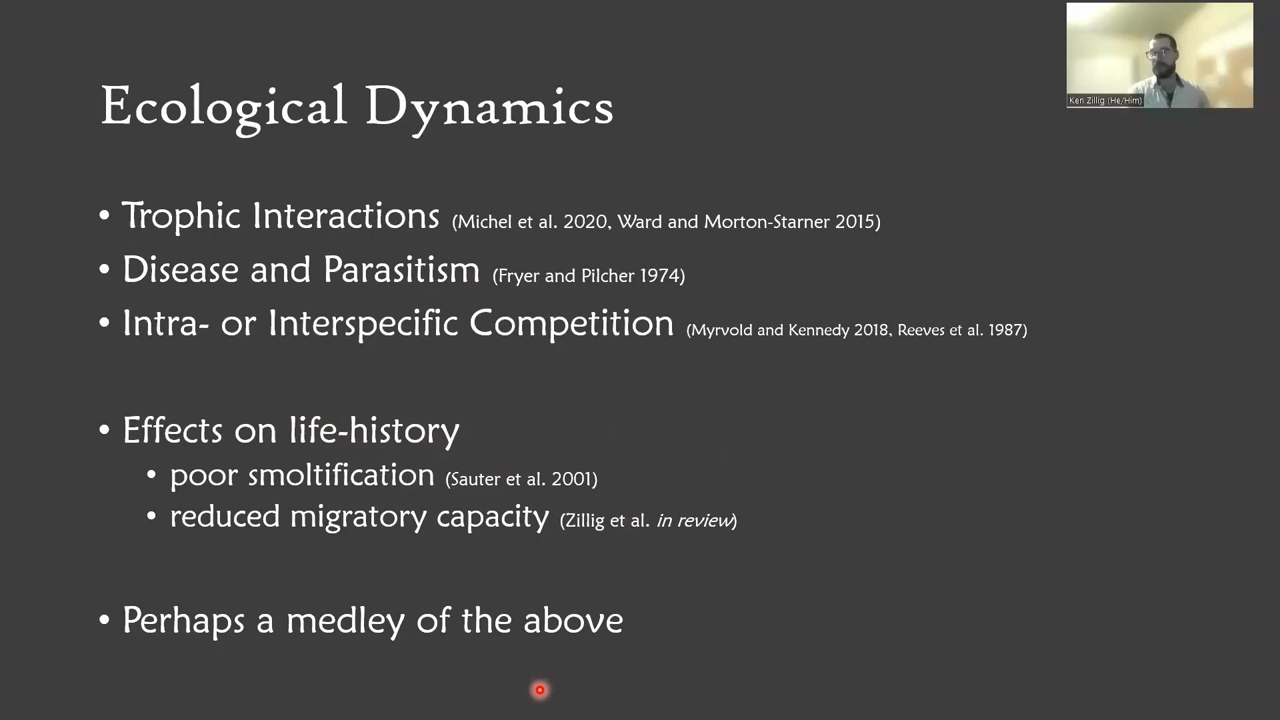 Ken Zillig (He/Him)
Ecological Dynamics
• Trophic Interactions (Michel et al. 2020, Ward and Morton-Starner 2015)
• Disease and Parasitism (Fryer and Pilcher 1974)
• Intra- or Interspecific Competition (Myrvold and Kennedy 2018, Reeves et al. 1987)
• Effects on life-history
• poor smoltification (Sauter et al. 2001)
• reduced migratory capacity (Zillig et al. in review)
• Perhaps a medley of the above